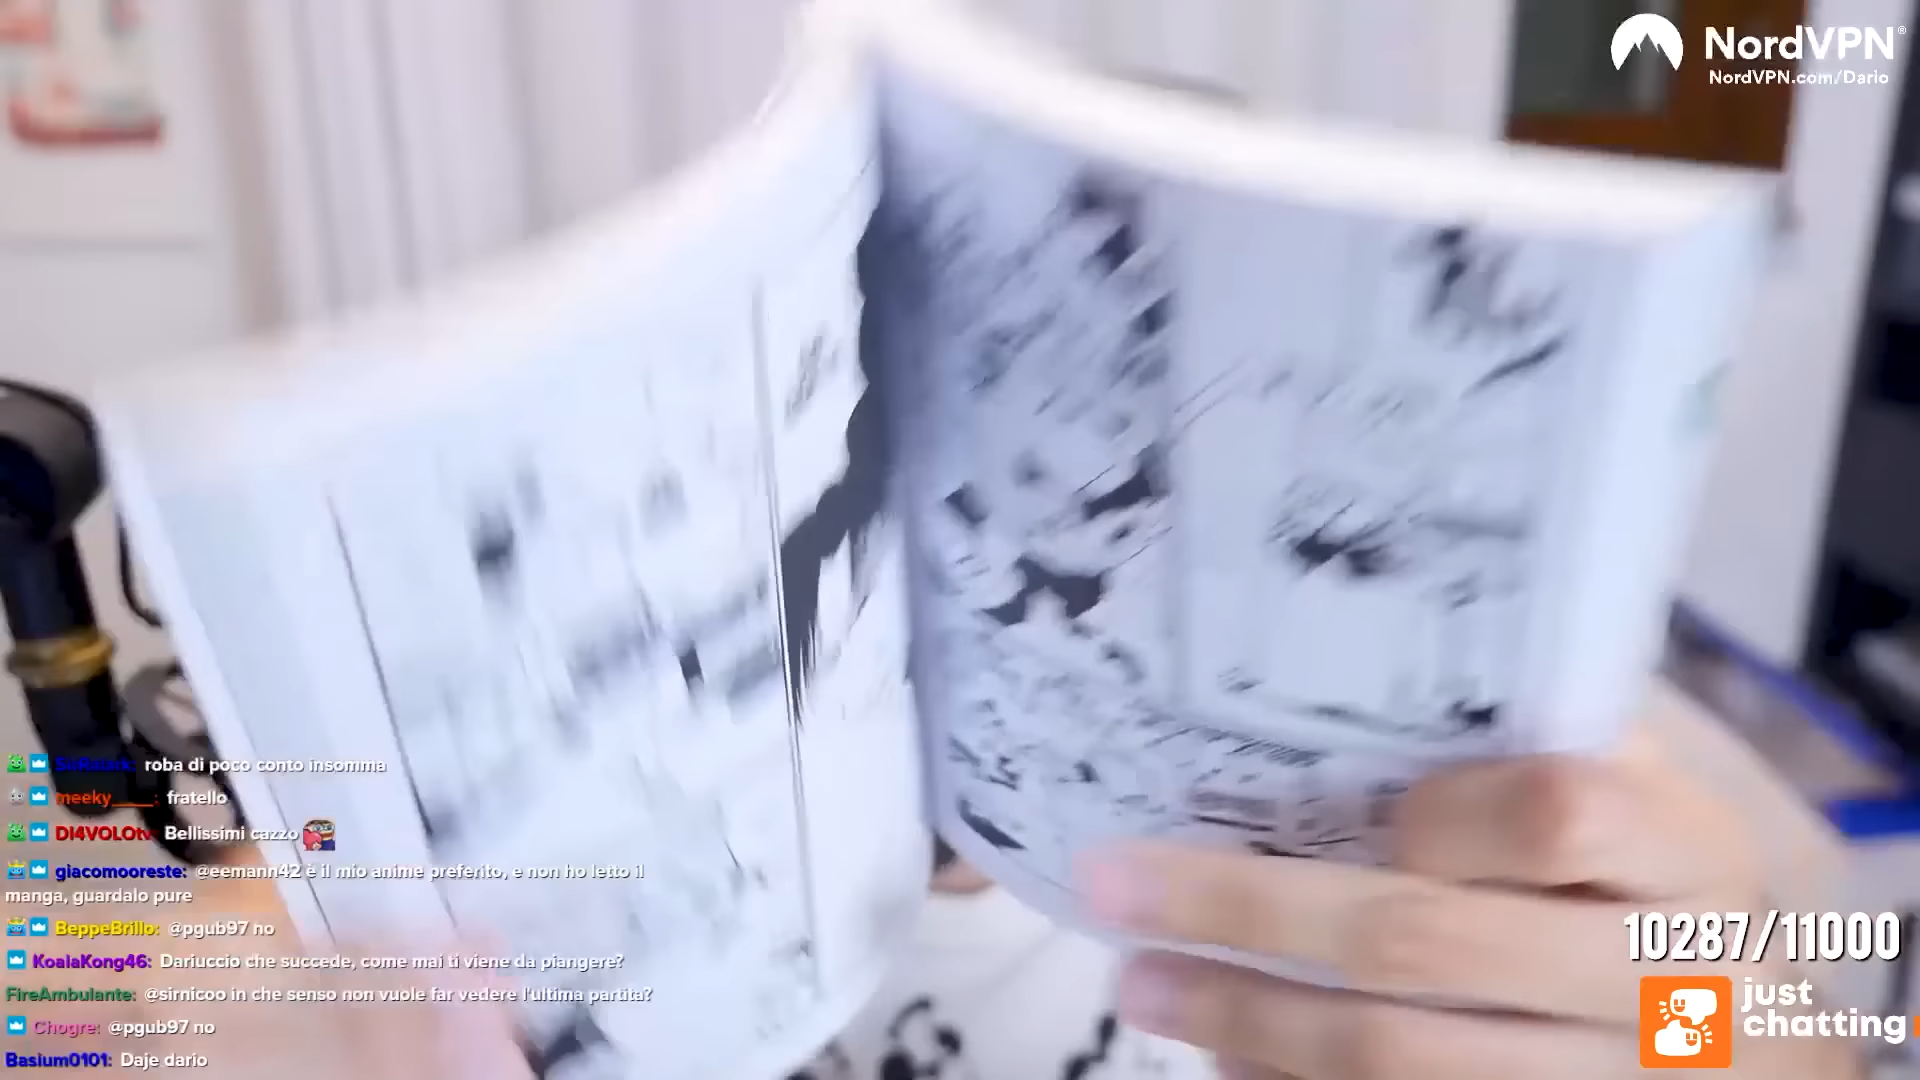 NordVPN®
NordVPN.com/Dario
roba di poco conto insomma
meeky____: fratello
DI4VOLOtv: Bellissimi cazzo
giacomooreste: @eemann42 è il mio anime preferito, e non ho letto il
manga, guardalo pure
BeppeBrillo: @pgub97 no
KoalaKong46: Dariuccio che succede, come mai ti viene da piangere?
FireAmbulante: @sirnicoo in che senso non vuole far vedere l'ultima partita?
Chogre: @pgub97 no
Basium0101: Daje dario
10287/11000
just
chatting